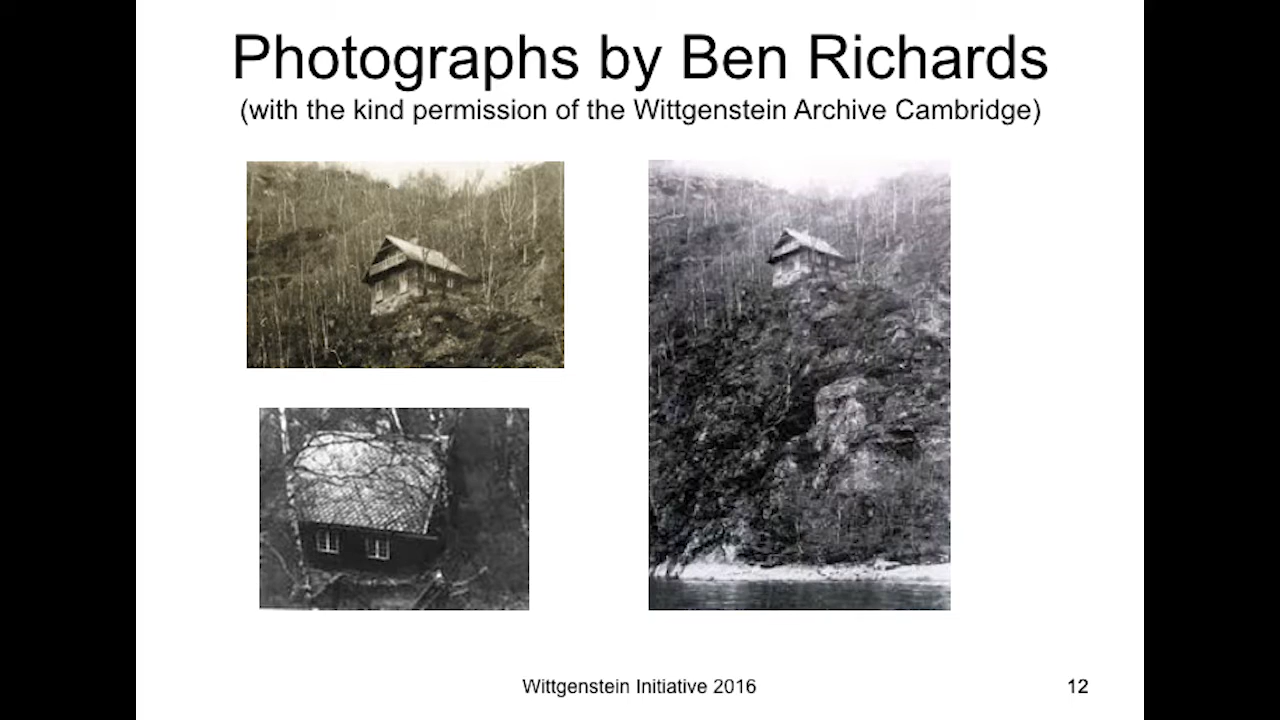 Photographs by Ben Richards
(with the kind permission of the Wittgenstein Archive Cambridge)
Wittgenstein Initiative 2016
12